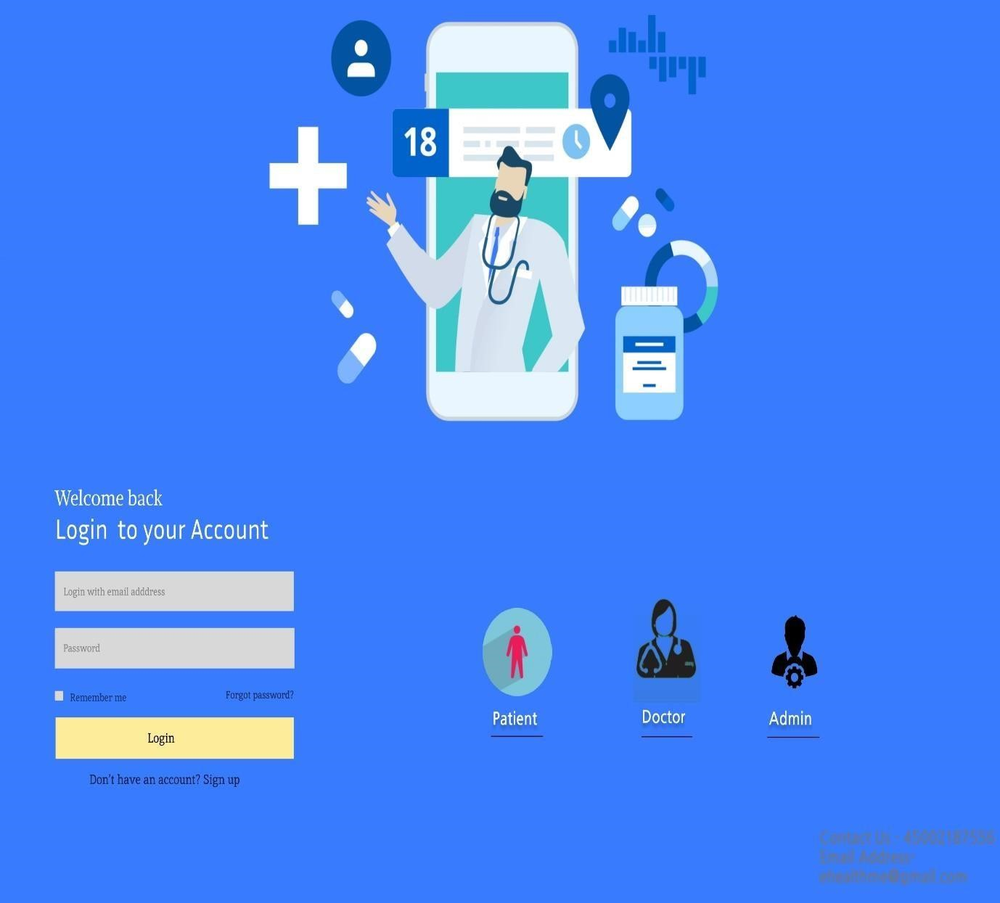 18
Welcome back
Login to your Account
Login with email adddress
Password
Remember me
Forgot password?
Login
Don't have an account? Sign up
Patient
Doctor
Admin
Contact Us - 45002187556
Email Address-
ehealthme@gmail.com